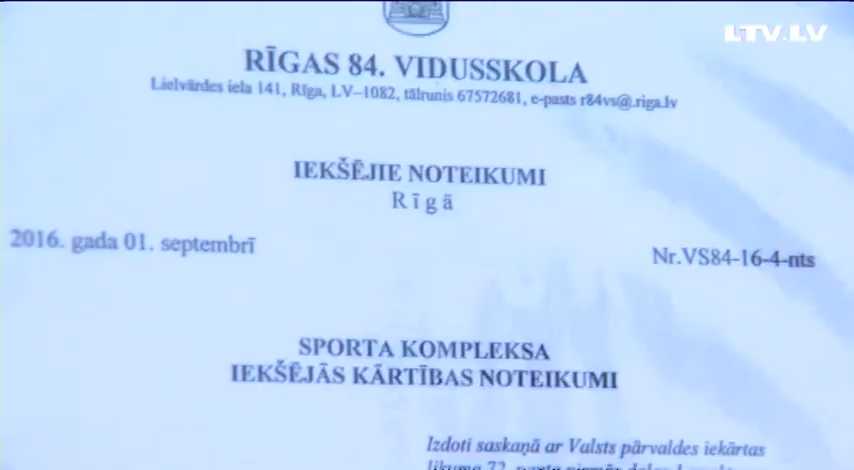 LTV.LV
RĪGAS 84. VIDUSSKOLA
Lielvārdes iela 141, Rīga, LV–1082, tālrunis 67572681, e-pasts r84vs@.riga.lv
IEKŠĒJIE NOTEIKUMI
Rīgā
2016. gada 01. septembrī
Nr.VS84-16-4-nts
SPORTA KOMPLEKSA
IEKŠĒJĀS KĀRTĪBAS NOTEIKUMI
Izdoti saskaņā ar Valsts pārvaldes iekārtas